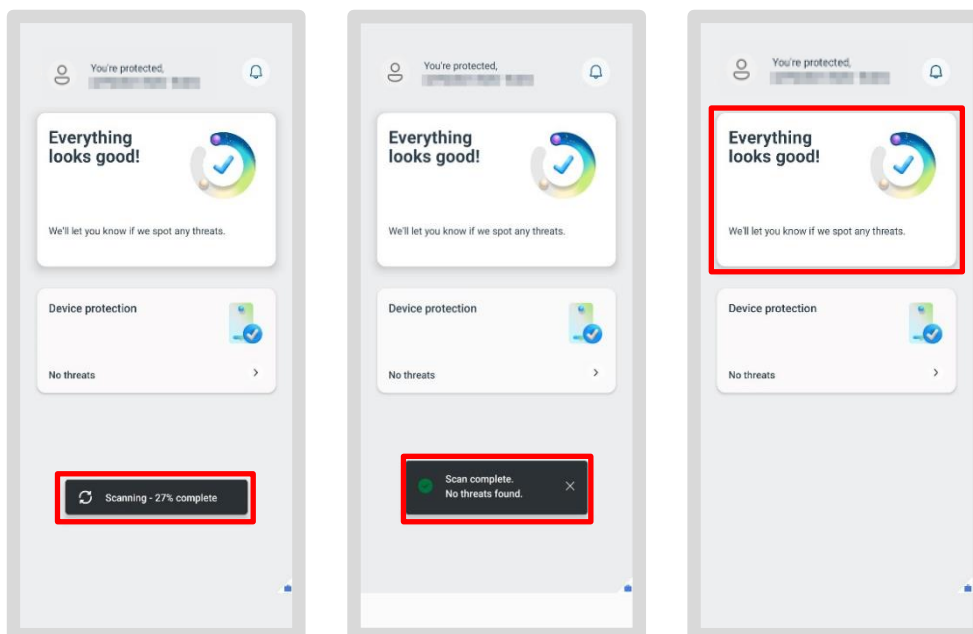 You're protected,
Everything
looks good!
We'll let you know if we spot any threats.
Device protection
No threats
Scanning - 27% complete
You're protected,
Everything
looks good!
We'll let you know if we spot any threats.
Device protection
No threats
Scan complete.
No threats found.
You're protected,
Everything
looks good!
We'll let you know if we spot any threats.
Device protection
No threats